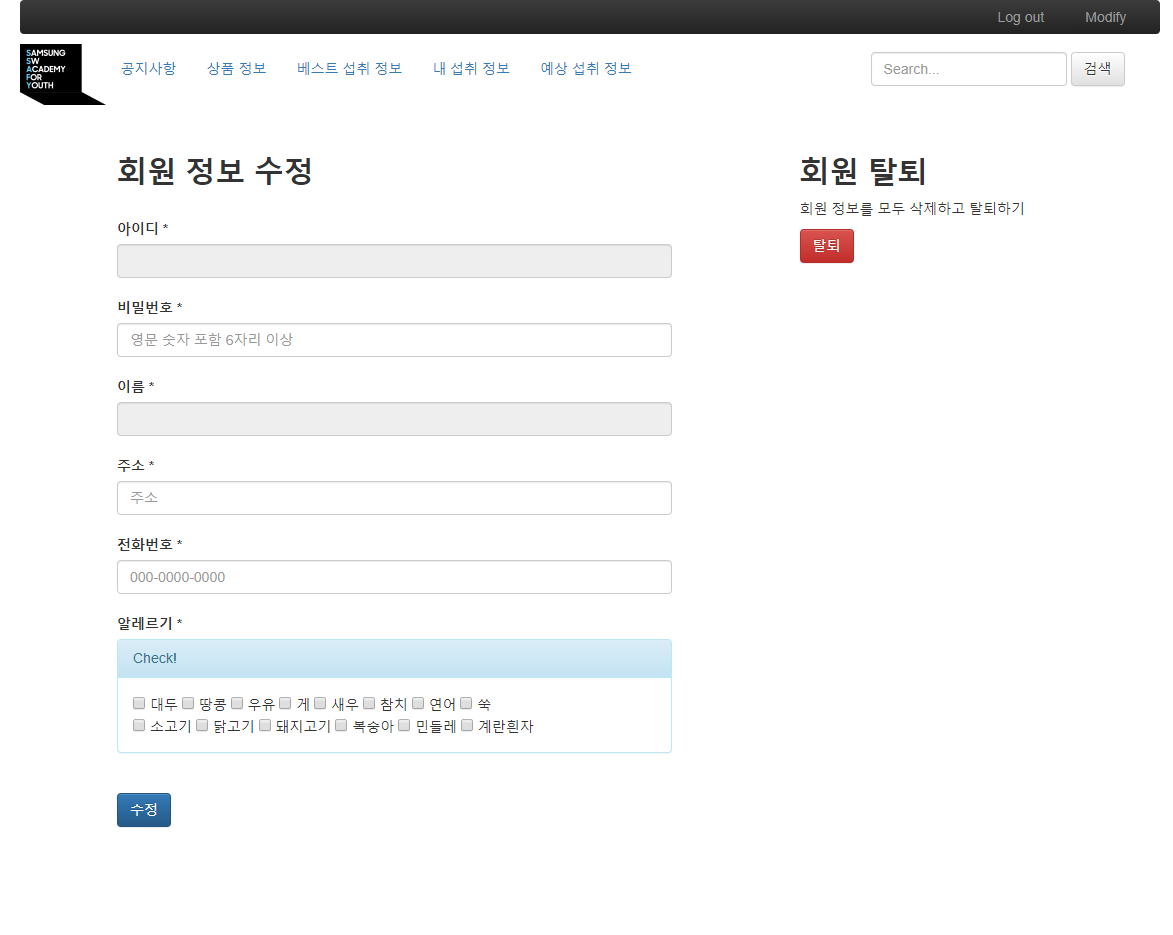 Log out Modify
SAMSUNG
SW
ACADEMY
FOR
YOUTH
공지사항 상품 정보 베스트 섭취 정보 내 섭취 정보 예상 섭취 정보 Search... 검색
회원 정보 수정
아이디 *
비밀번호 *
영문 숫자 포함 6자리 이상
이름 *
주소 *
주소
전화번호 *
000-0000-0000
알레르기 *
Check!
대두 땅콩 우유 게 새우 참치 연어 쑥
소고기 닭고기 돼지고기 복숭아 민들레 계란흰자
수정
회원 탈퇴
회원 정보를 모두 삭제하고 탈퇴하기
탈퇴